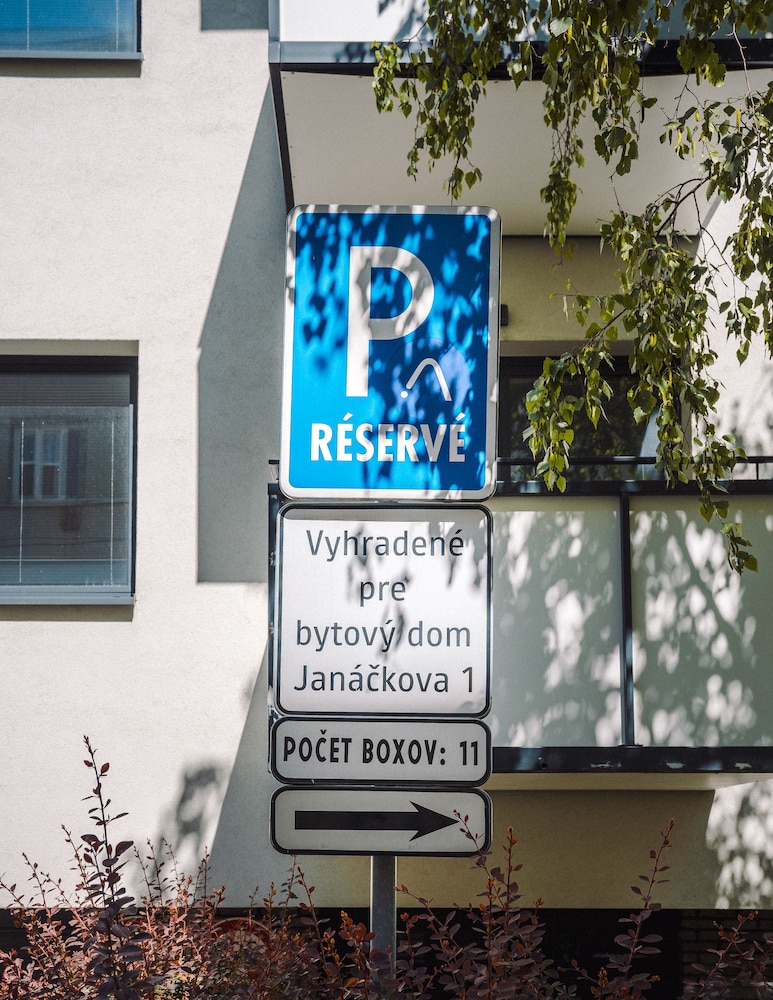 P
RÉSERVÉ
Vyhradené
pre
bytový dom
Janáčkova 1
POČET BOXOV: 11